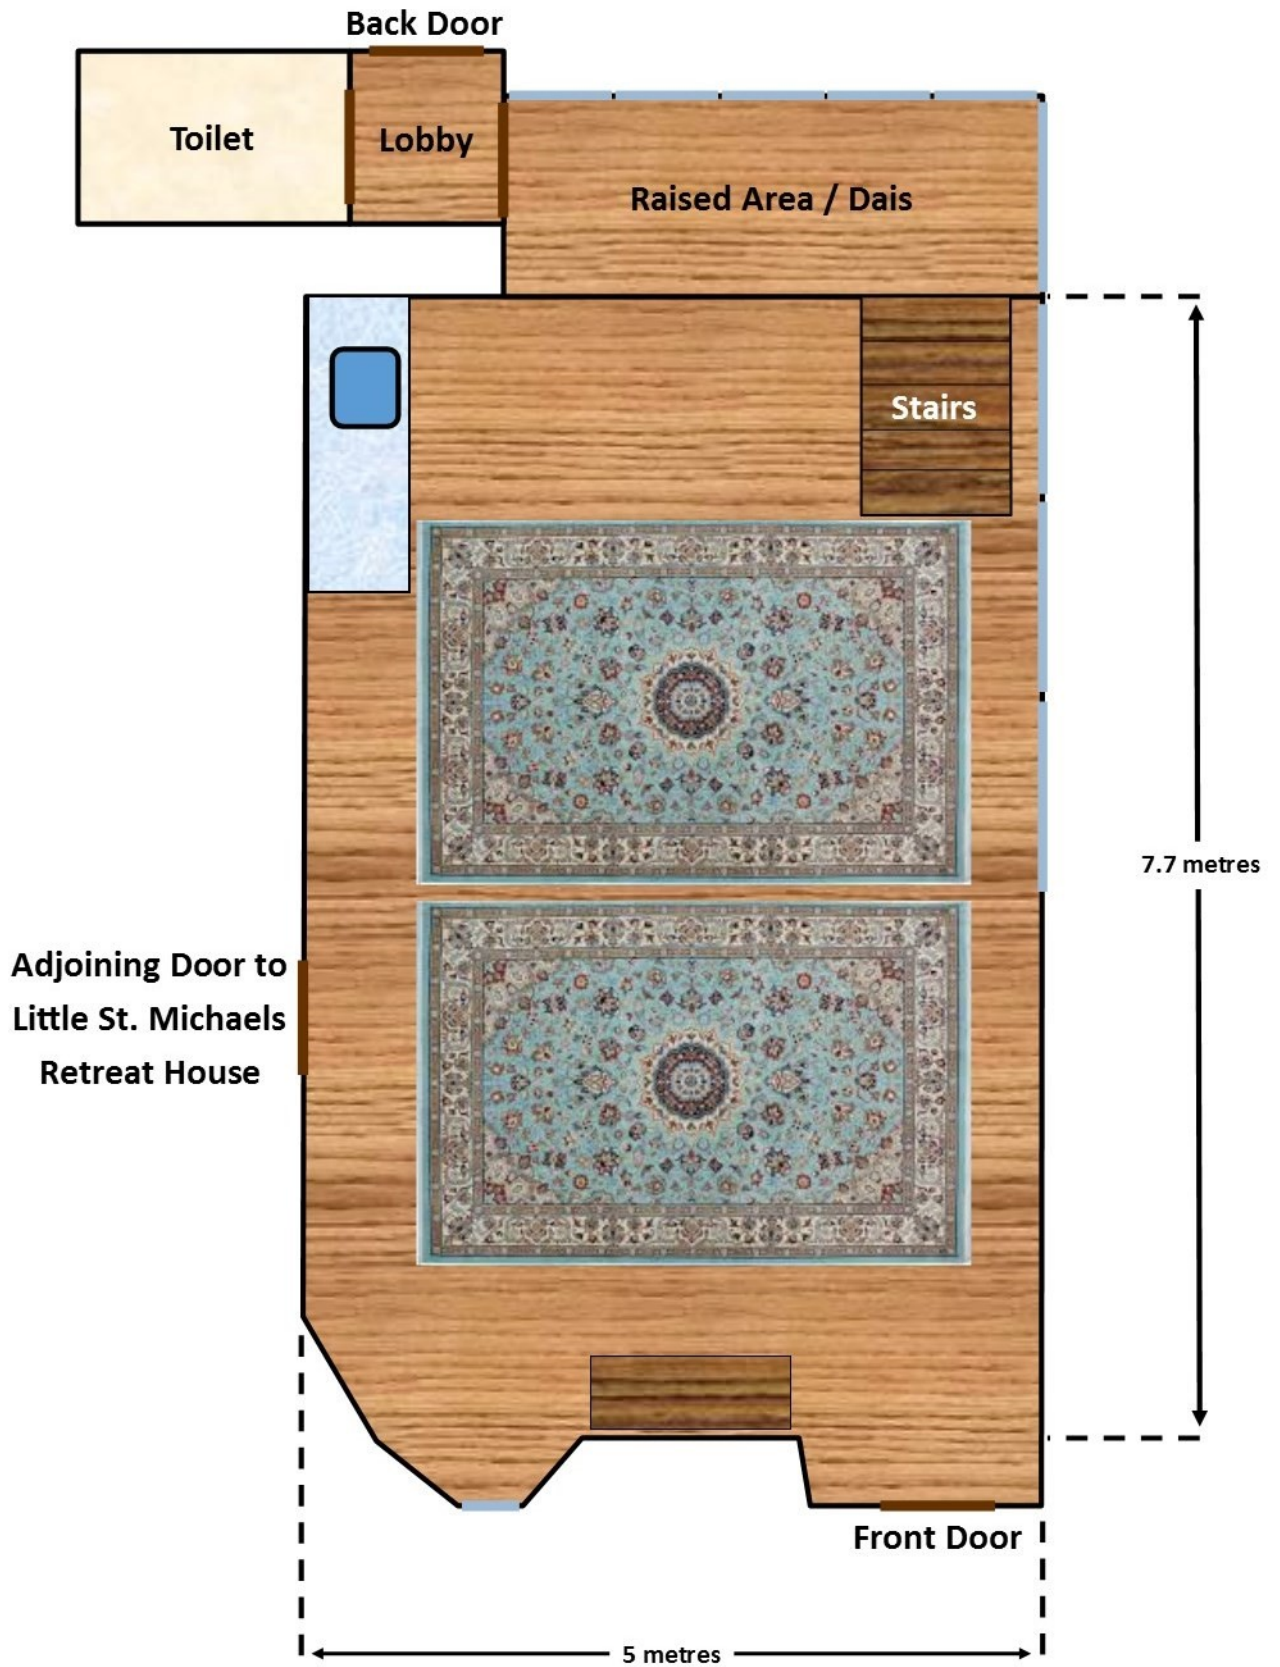 Back Door
Toilet
Lobby
Raised Area / Dais
Stairs
7.7 metres
Adjoining Door to
Little St. Michaels
Retreat House
Front Door
5 metres